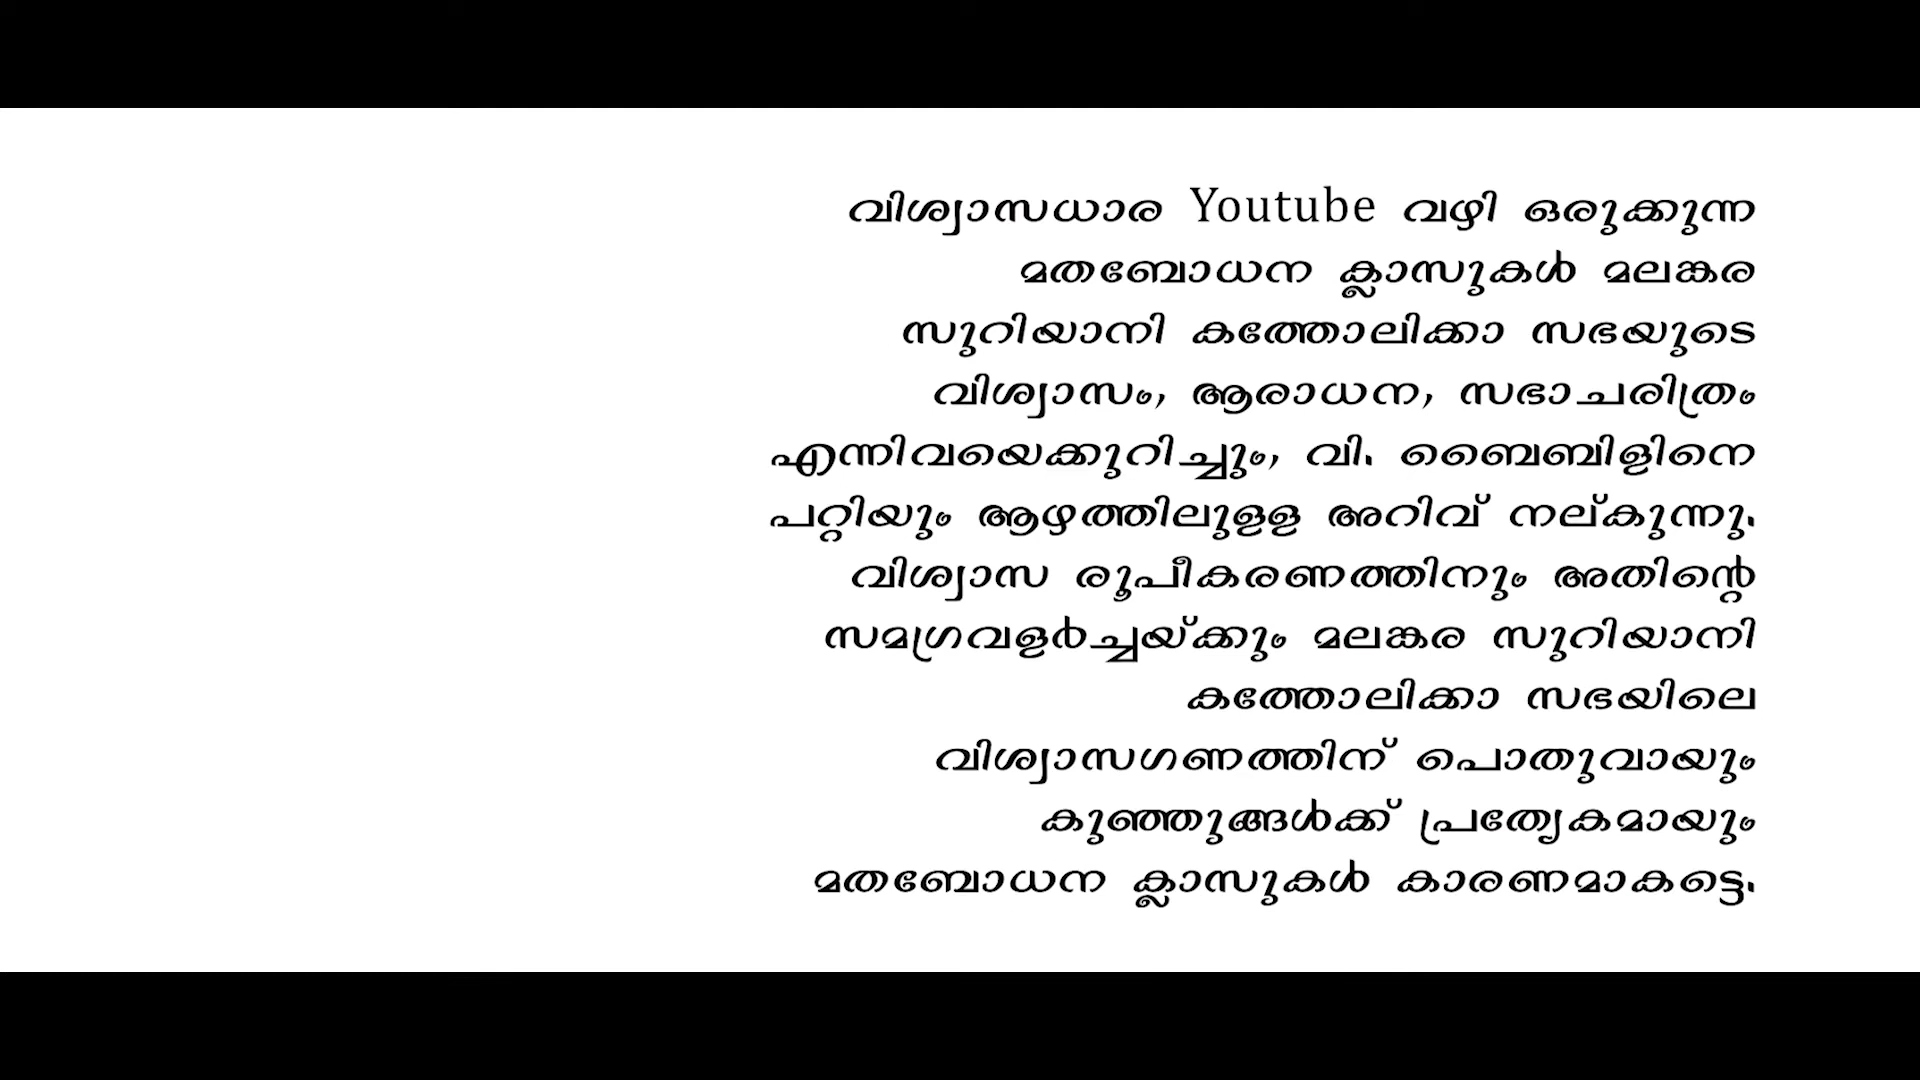 വിശ്വാസധാര Youtube വഴി ഒരുക്കുന്ന
മതബോധന ക്ലാസുകൾ മലങ്കര
സുറിയാനി കത്തോലിക്കാ സഭയുടെ
വിശ്വാസം, ആരാധന, സഭാചരിത്രം
എന്നിവയെക്കുറിച്ചും, വി. ബൈബിളിനെ
പറ്റിയും ആഴത്തിലുളള അറിവ് നല്കുന്നു.
വിശ്വാസ രൂപീകരണത്തിനും അതിന്റെ
സമഗ്രവളർച്ചയ്ക്കും മലങ്കര സുറിയാനി
കത്തോലിക്കാ സഭയിലെ
വിശ്വാസഗണത്തിന് പൊതുവായും
കുഞ്ഞുങ്ങൾക്ക് പ്രത്യേകമായും
മതബോധന ക്ലാസുകൾ കാരണമാകട്ടെ.